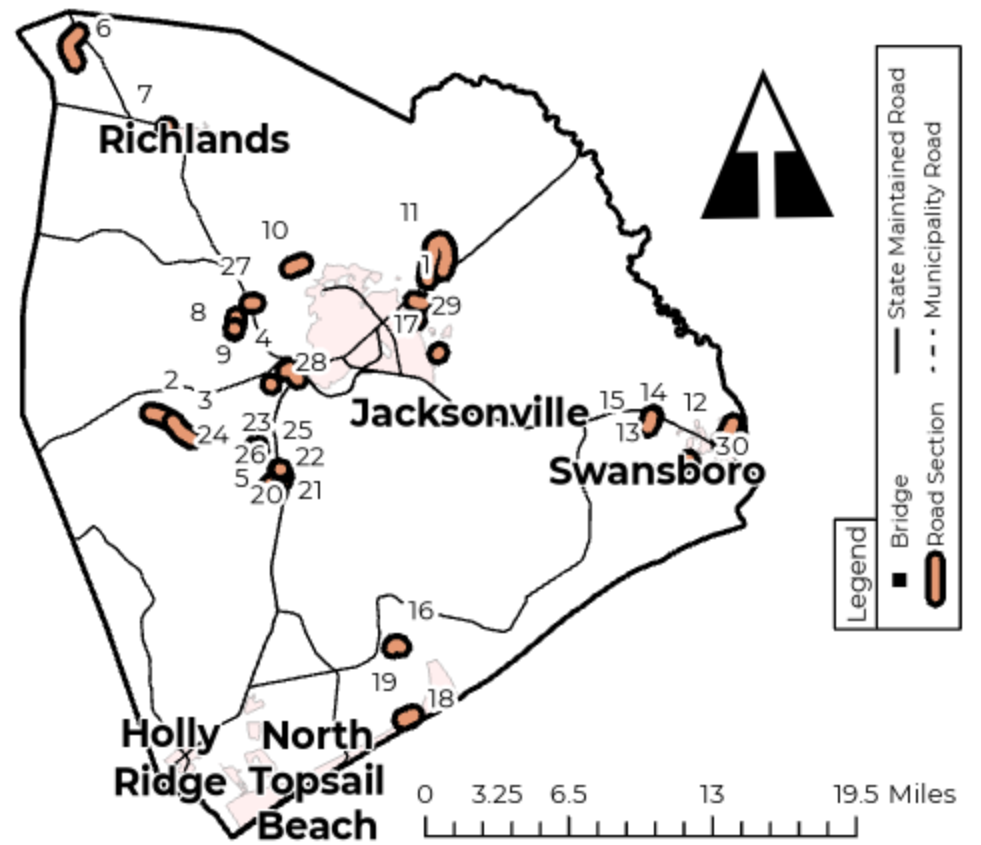 6
7
Richlands
11
10
1
27
29
8
17
4
9
28
2
3
15
14
12
Jacksonville
23
25
24
13
30
26
22
Swansboro
5
20
21
16
19
18
Holly
Ridge
North
Topsail
Beach
0 3.25 6.5 13 19.5 Miles
Legend
Bridge
State Maintained Road
Road Section
Municipality Road